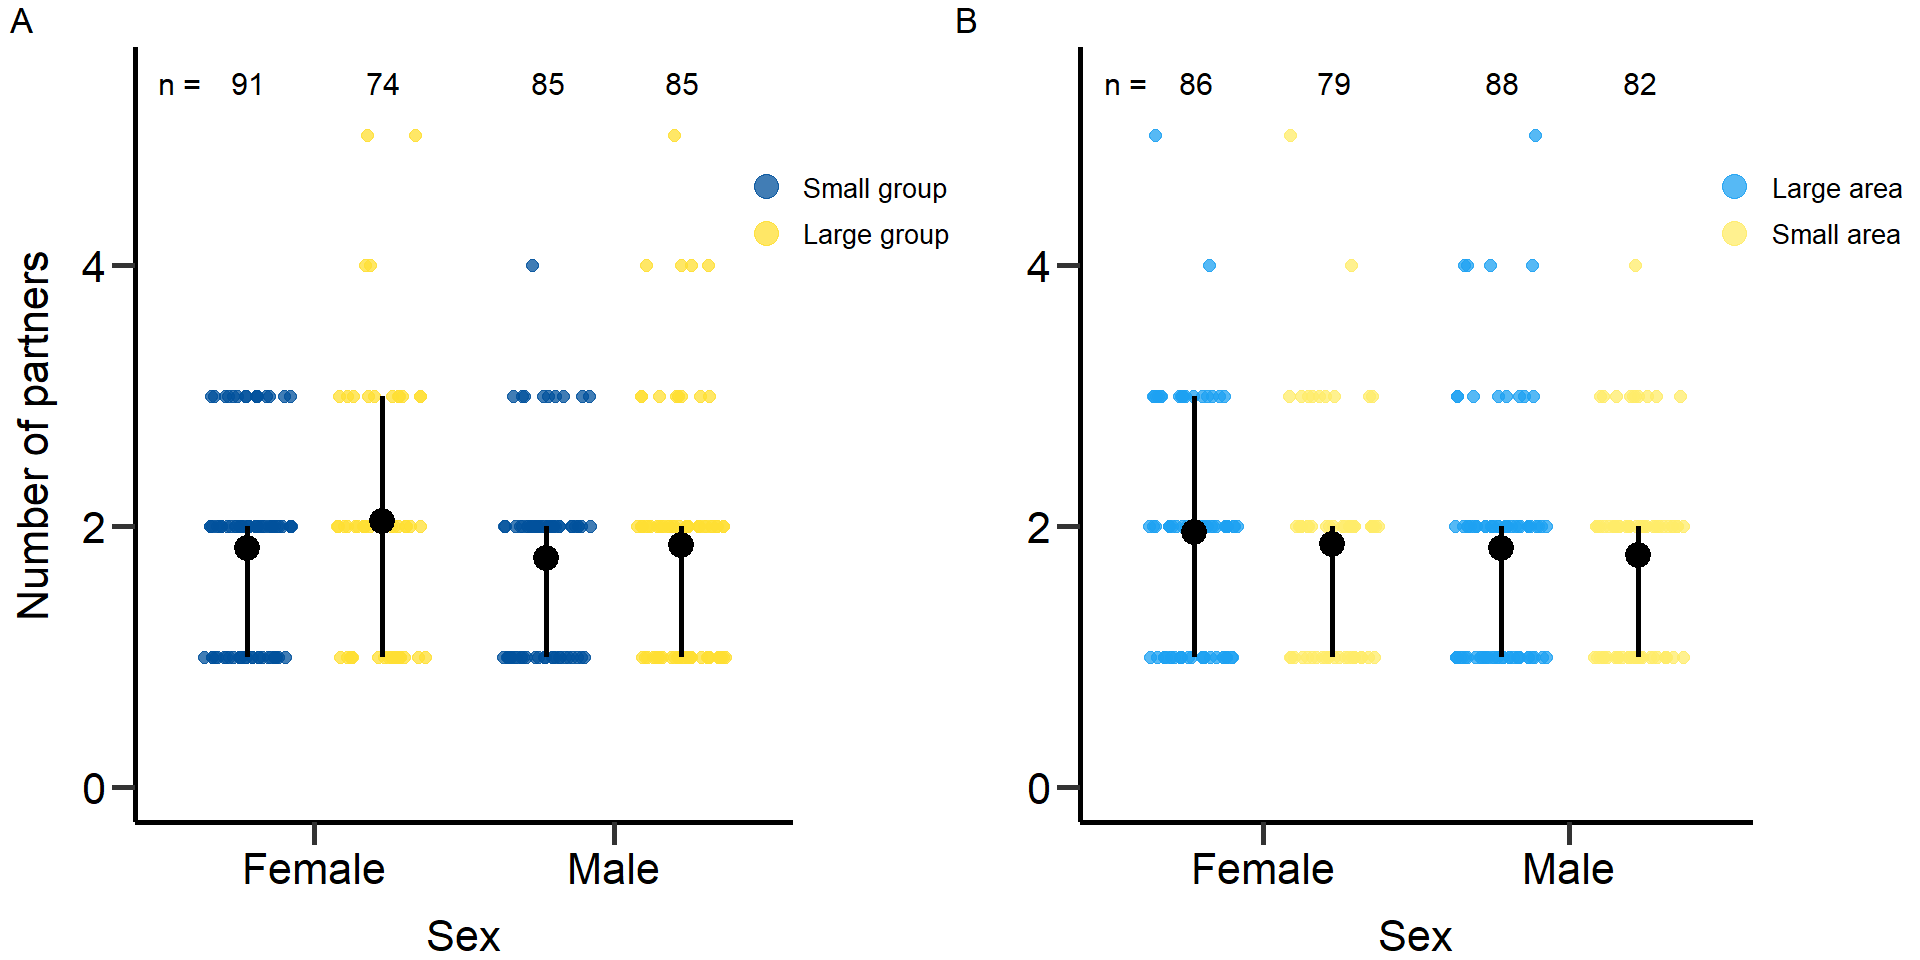 A
n = 91 74 85 85
Small group
Large group
Number of partners
4
2
0
Female Male
Sex
B
n = 86 79 88 82
Large area
Small area
4
2
0
Female Male
Sex